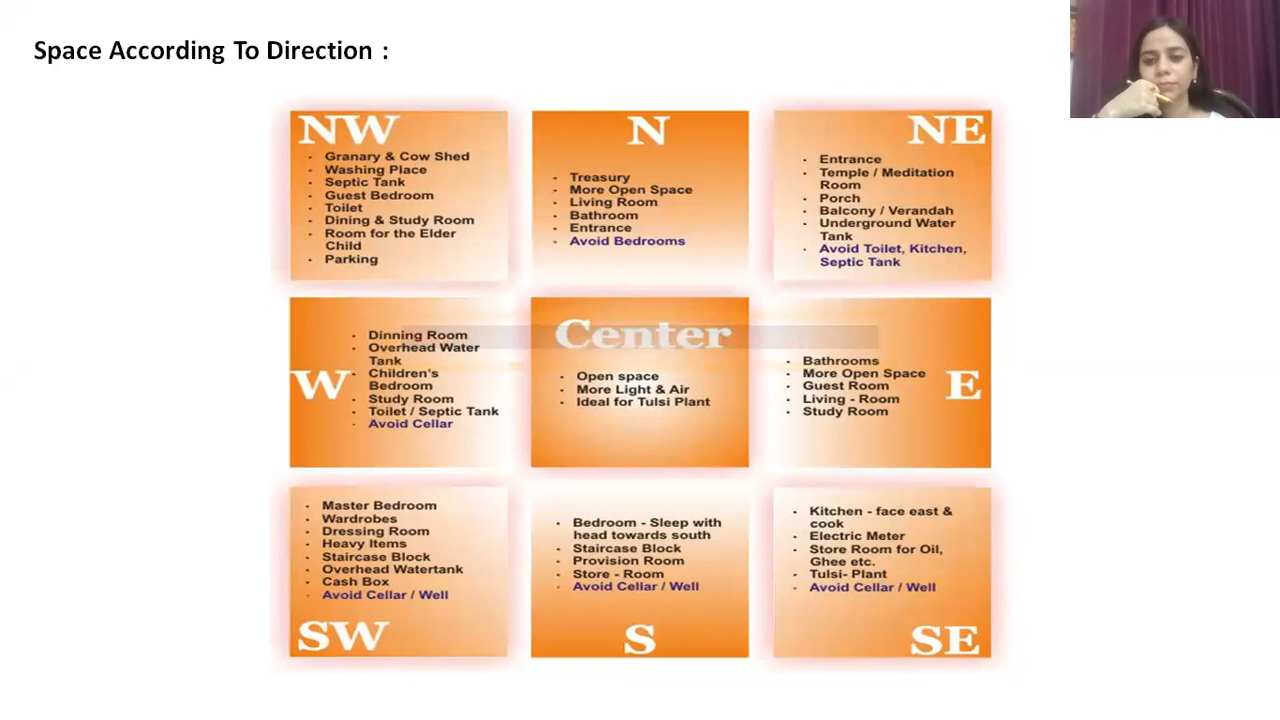 Space According To Direction :
NW
· Granary & Cow Shed
· Washing Place
· Septic Tank
· Guest Bedroom
· Toilet
· Dining & Study Room
· Room for the Elder
Child
· Parking
N
· Treasury
· More Open Space
· Living Room
· Bathroom
· Entrance
· Avoid Bedrooms
NE
· Entrance
· Temple / Meditation
Room
· Porch
· Balcony / Verandah
· Underground Water
Tank
· Avoid Toilet, Kitchen,
Septic Tank
W
· Dinning Room
· Overhead Water
Tank
· Children's
Bedroom
· Study Room
· Toilet / Septic Tank
· Avoid Cellar
Center
· Open space
· More Light & Air
· Ideal for Tulsi Plant
E
· Bathrooms
· More Open Space
· Guest Room
· Living - Room
· Study Room
· Master Bedroom
· Wardrobes
· Dressing Room
· Heavy Items
· Staircase Block
· Overhead Watertank
· Cash Box
· Avoid Cellar / Well
SW
· Bedroom - Sleep with
head towards south
· Staircase Block
· Provision Room
· Store - Room
· Avoid Cellar / Well
S
· Kitchen - face east &
cook
· Electric Meter
· Store Room for Oil,
Ghee etc.
· Tulsi- Plant
· Avoid Cellar / Well
SE